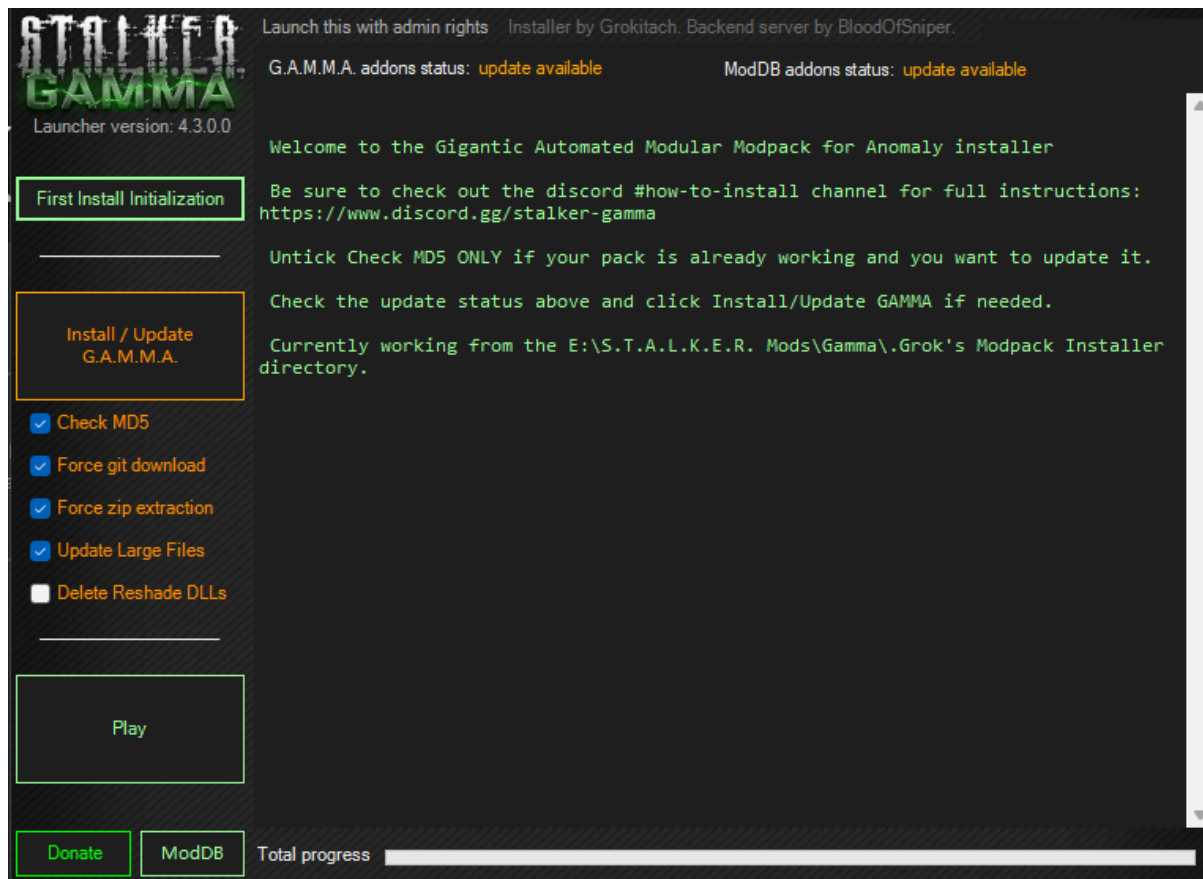 STALKER
GAMMA
Launcher version: 4.3.0.0
First Install Initialization
Install / Update
G.A.M.M.A.
Check MD5
Force git download
Force zip extraction
Update Large Files
Delete Reshade DLLs
Play
Donate
ModDB
Launch this with admin rights
Installer by Grokitach. Backend server by BloodOfSniper.
G.A.M.M.A. addons status: update available
ModDB addons status: update available
Welcome to the Gigantic Automated Modular Modpack for Anomaly installer
Be sure to check out the discord #how-to-install channel for full instructions:
https://www.discord.gg/stalker-gamma
Untick Check MD5 ONLY if your pack is already working and you want to update it.
Check the update status above and click Install/Update GAMMA if needed.
Currently working from the E:\S.T.A.L.K.E.R. Mods\Gamma\.Grok's Modpack Installer
directory.
Total progress